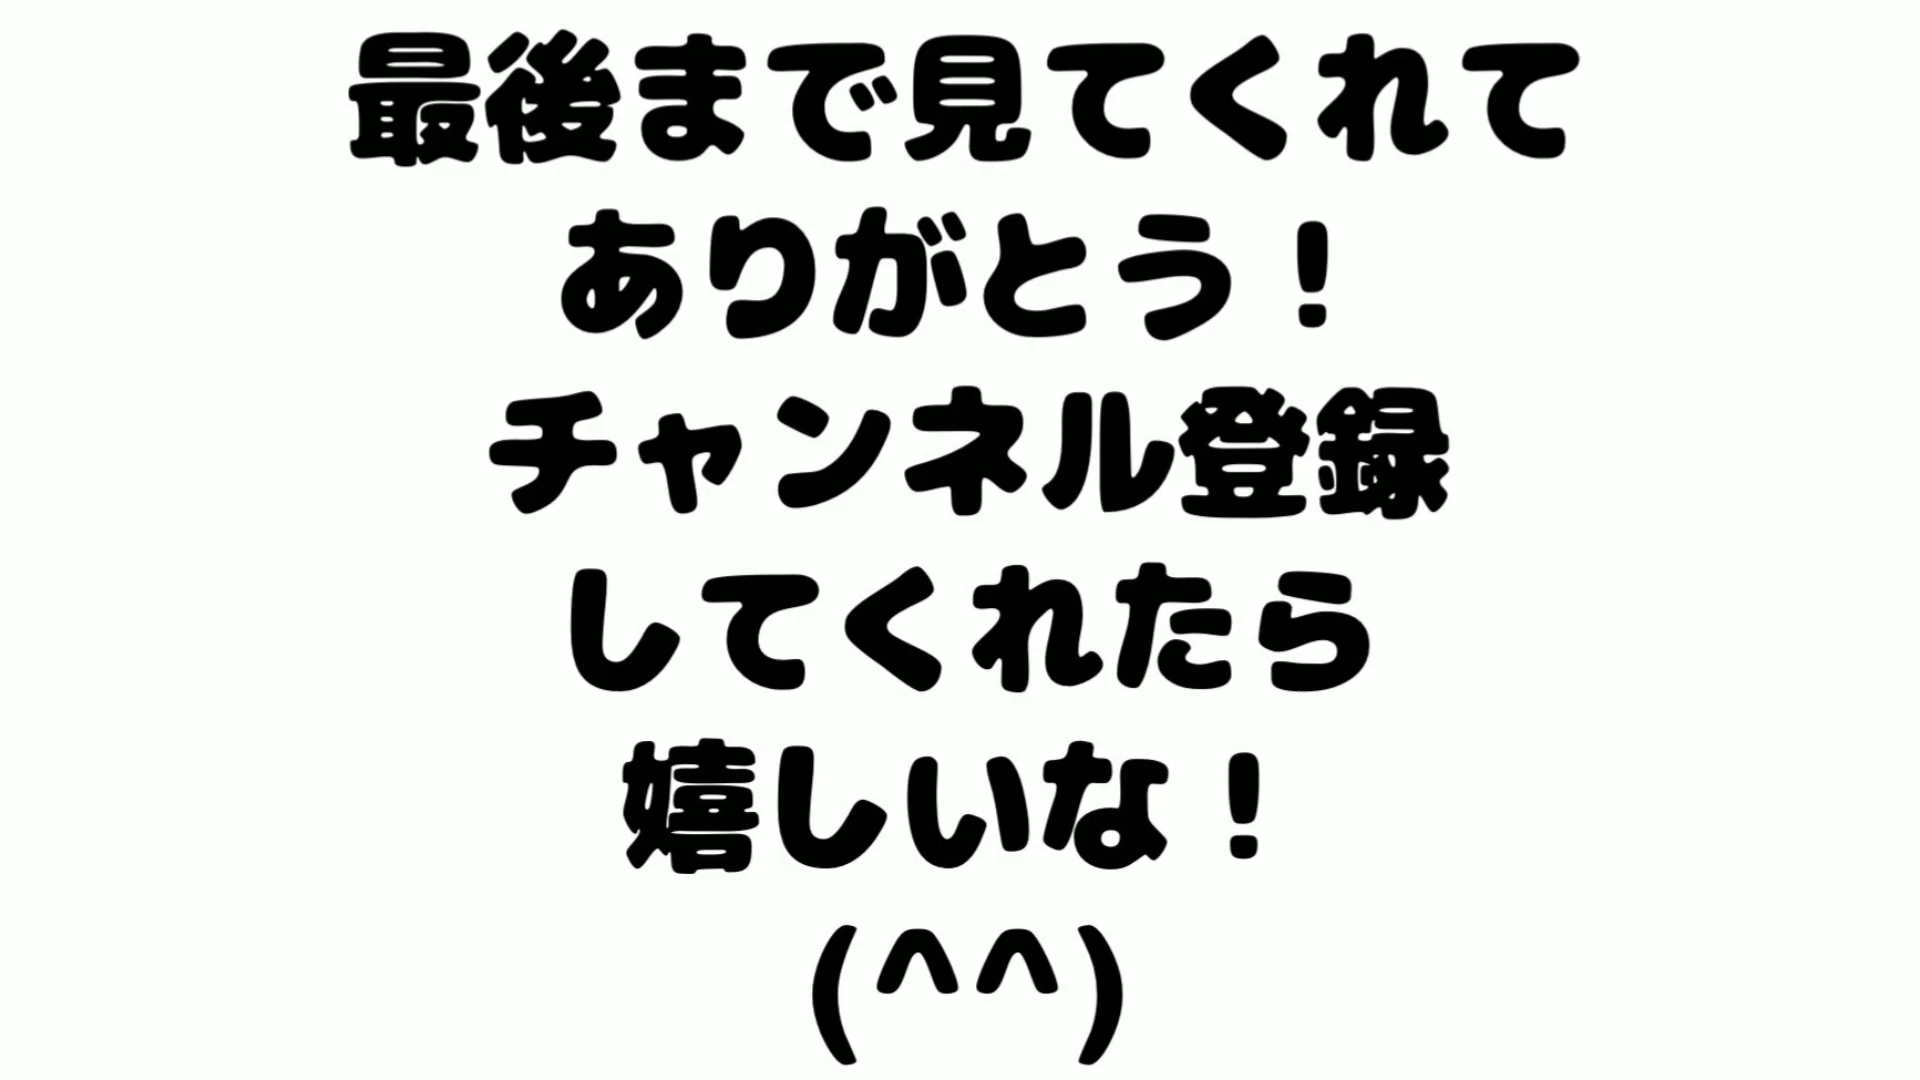 最後まで見てくれて
ありがとう！
チャンネル登録
してくれたら
嬉しいな！
(^^)